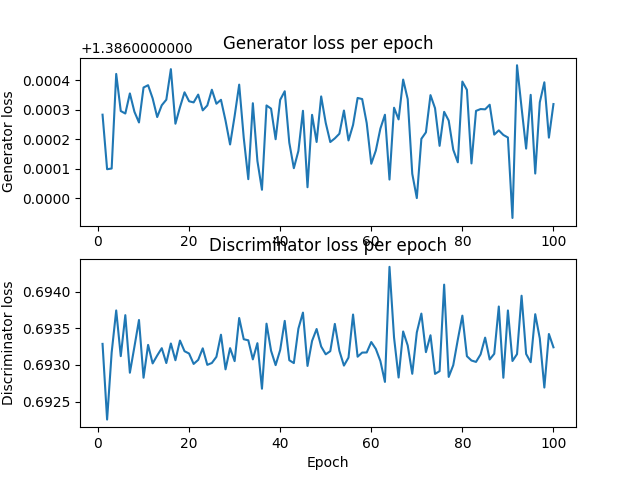 +1.3860000000
Generator loss per epoch
Generator loss
0.0004
0.0003
0.0002
0.0001
0.0000
0 20 40 60 80 100
Discriminator loss per epoch
Discriminator loss
0.6940
0.6935
0.6930
0.6925
0 20 40 60 80 100
Epoch